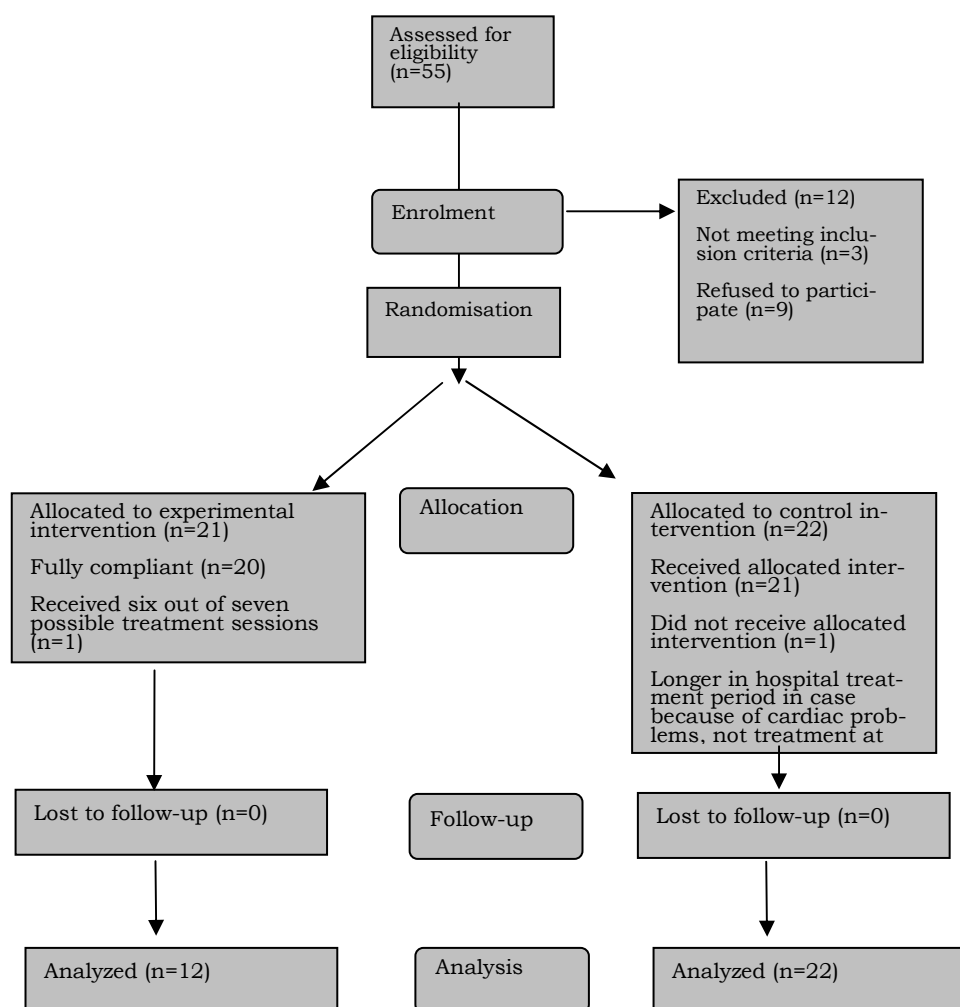 Assessed for
eligibility
(n=55)
Enrolment
Excluded (n=12)
Not meeting inclu-
sion criteria (n=3)
Refused to partici-
pate (n=9)
Randomisation
Allocated to experimental
intervention (n=21)
Fully compliant (n=20)
Received six out of seven
possible treatment sessions
(n=1)
Allocation
Allocated to control in-
tervention (n=22)
Received allocated inter-
vention (n=21)
Did not receive allocated
intervention (n=1)
Longer in hospital treat-
ment period in case
because of cardiac prob-
lems, not treatment at
Lost to follow-up (n=0)
Follow-up
Lost to follow-up (n=0)
Analyzed (n=12)
Analysis
Analyzed (n=22)